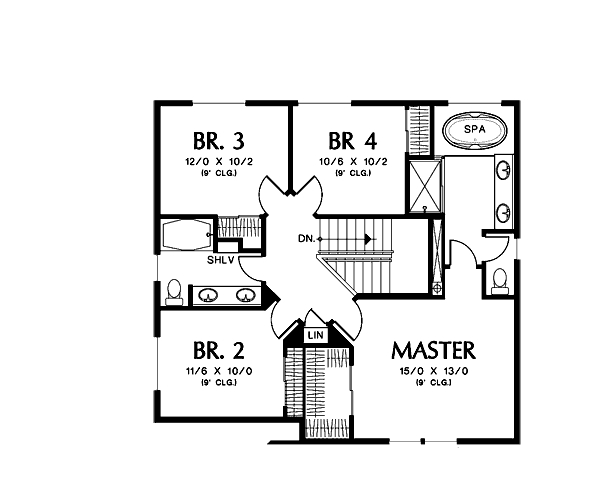 SPA
BR. 3
12/0 X 10/2
(9' CLG.)
BR 4
10/6 X 10/2
(9' CLG.)
DN.
SHLV
LIN
BR. 2
11/6 X 10/0
(9' CLG.)
MASTER
15/0 X 13/0
(9' CLG.)